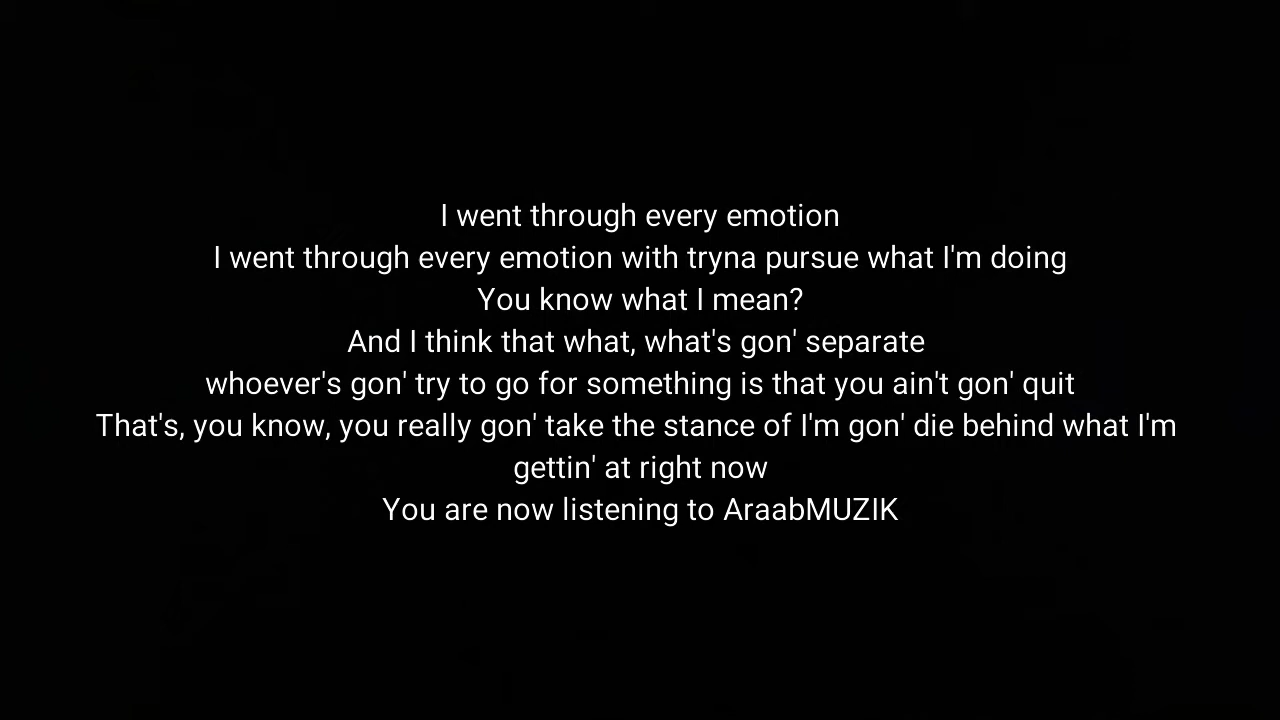 I went through every emotion
I went through every emotion with tryna pursue what I'm doing
You know what I mean?
And I think that what, what's gon' separate
whoever's gon' try to go for something is that you ain't gon' quit
That's, you know, you really gon' take the stance of I'm gon' die behind what I'm
gettin' at right now
You are now listening to AraabMUZIK